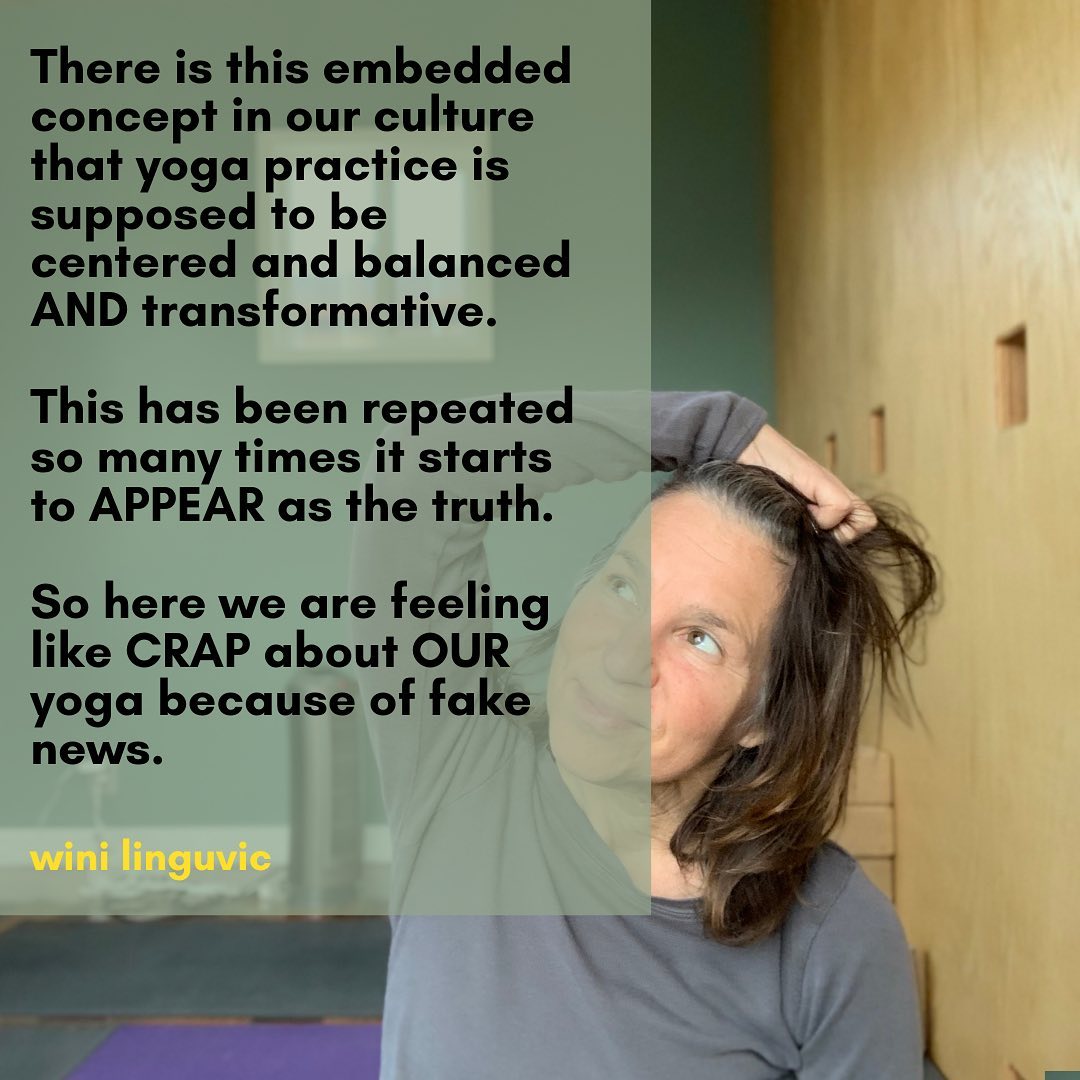 There is this embedded
concept in our culture
that yoga practice is
supposed to be
centered and balanced
AND transformative.
This has been repeated
so many times it starts
to APPEAR as the truth.
So here we are feeling
like CRAP about OUR
yoga because of fake
news.
wini linguvic